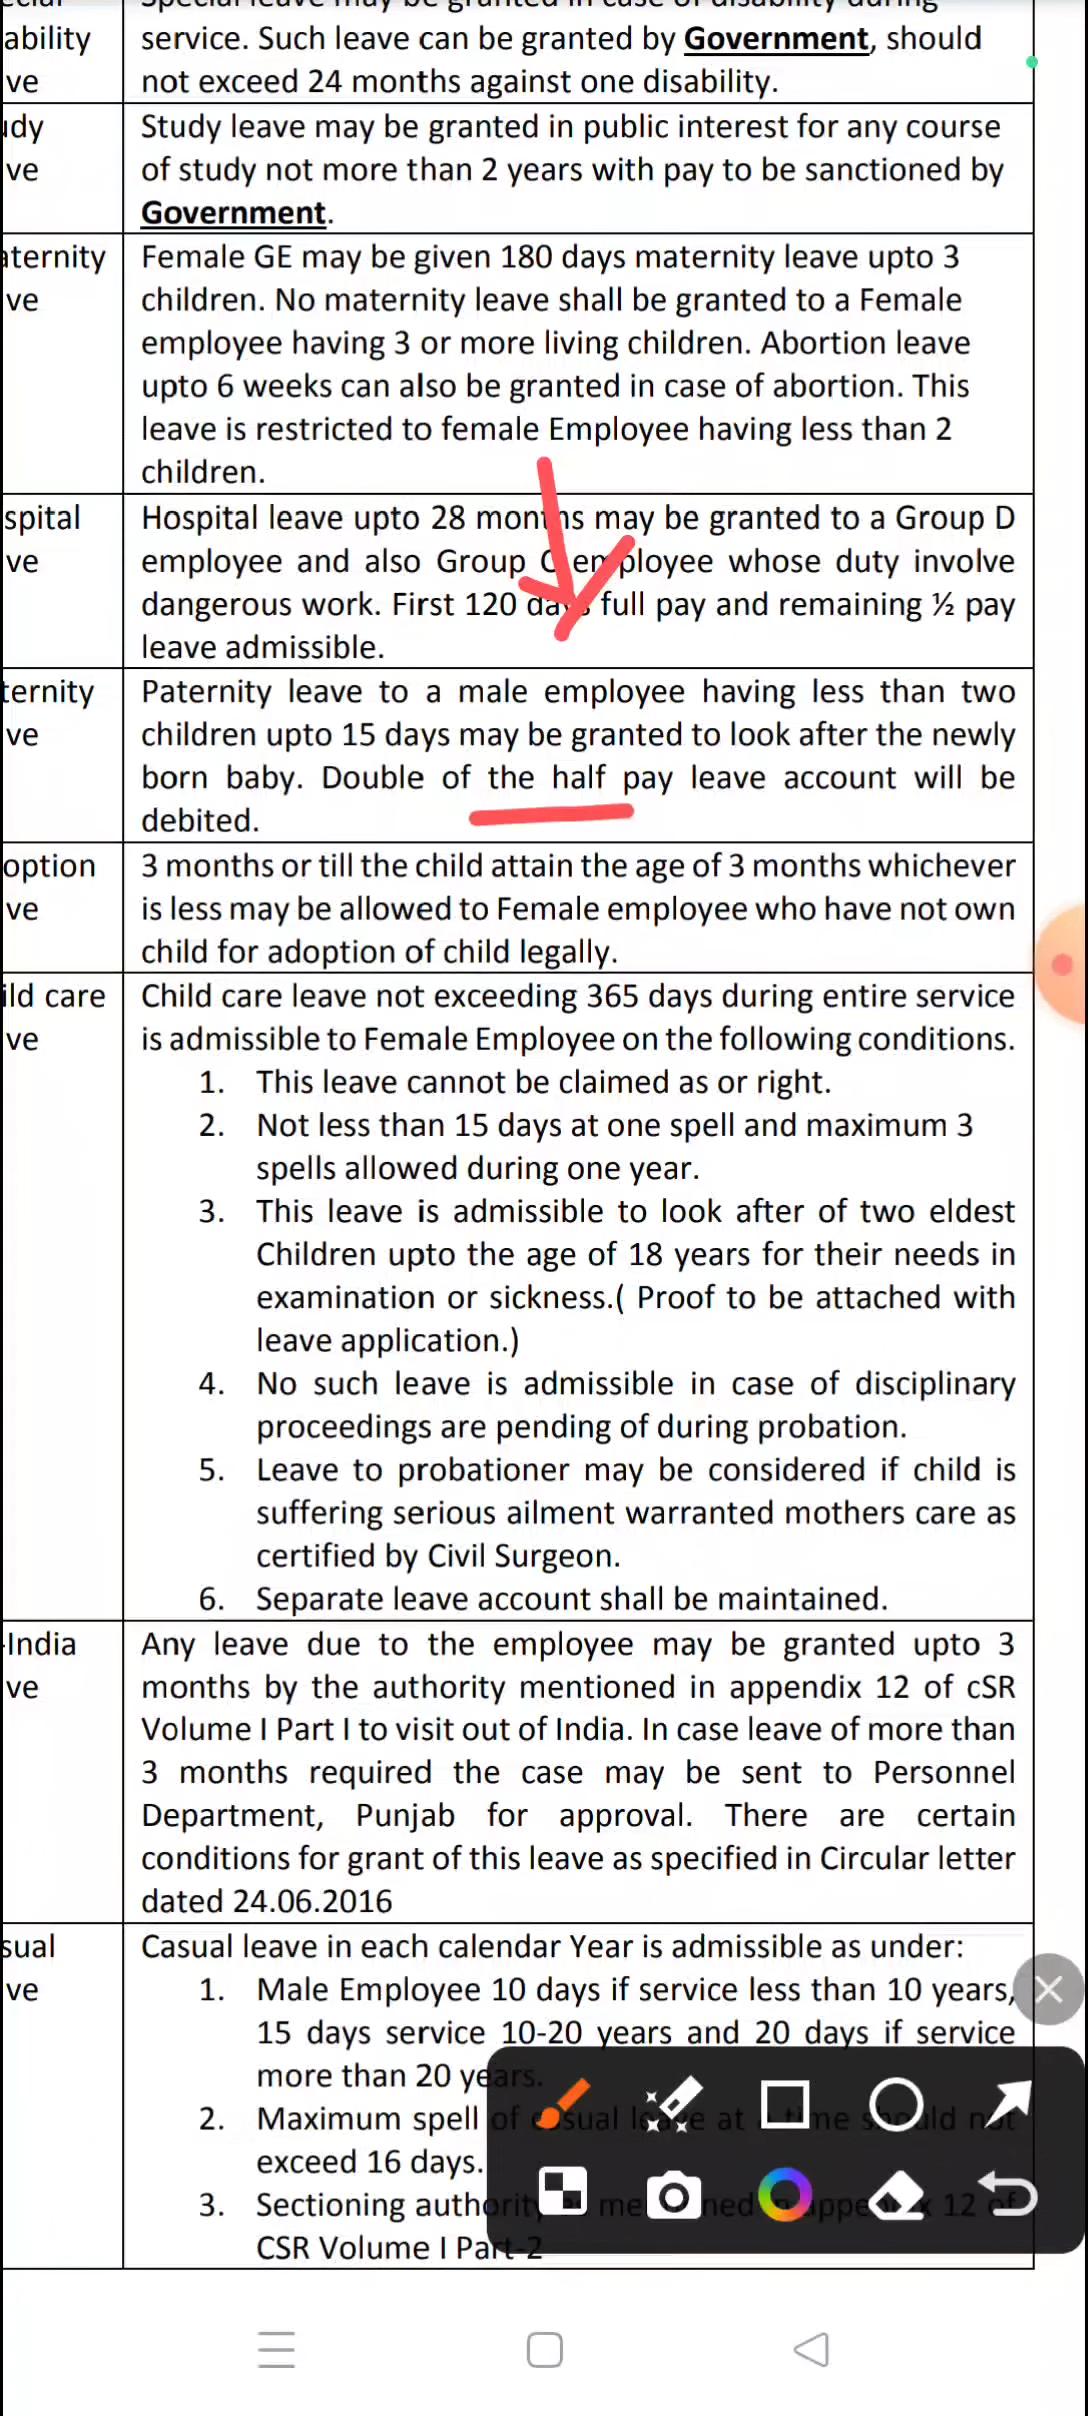 service. Such leave can be granted by Government, should
ability
not exceed 24 months against one disability.
ve
Study leave may be granted in public interest for any course
of study not more than 2 years with pay to be sanctioned by
ve
Government.
Female GE may be given 180 days maternity leave upto 3
aternity
children. No maternity leave shall be granted to a Female
ve
employee having 3 or more living children. Abortion leave
upto 6 weeks can also be granted in case of abortion. This
leave is restricted to female Employee having less than 2
children.
spital
Hospital leave upto 28 months may be granted to a Group D
ve
employee and also Group C employee whose duty involve
dangerous work. First 120 days full pay and remaining ½ pay
leave admissible.
ternity
Paternity leave to a male employee having less than two
ve
children upto 15 days may be granted to look after the newly
born baby. Double of the half pay leave account will be
debited.
option
3 months or till the child attain the age of 3 months whichever
ve
is less may be allowed to Female employee who have not own
child for adoption of child legally.
ild care
Child care leave not exceeding 365 days during entire service
ve
is admissible to Female Employee on the following conditions.
1. This leave cannot be claimed as or right.
2. Not less than 15 days at one spell and maximum 3
spells allowed during one year.
3. This leave is admissible to look after of two eldest
Children upto the age of 18 years for their needs in
examination or sickness.( Proof to be attached with
leave application.)
4. No such leave is admissible in case of disciplinary
proceedings are pending of during probation.
5. Leave to probationer may be considered if child is
suffering serious ailment warranted mothers care as
certified by Civil Surgeon.
6. Separate leave account shall be maintained.
-India
Any leave due to the employee may be granted upto 3
ve
months by the authority mentioned in appendix 12 of cSR
Volume I Part I to visit out of India. In case leave of more than
3 months required the case may be sent to Personnel
Department, Punjab for approval. There are certain
conditions for grant of this leave as specified in Circular letter
dated 24.06.2016
sual
Casual leave in each calendar Year is admissible as under:
ve
1. Male Employee 10 days if service less than 10 years,
15 days service 10-20 years and 20 days if service
more than 20 years.
2. Maximum spell of casual leave at a time should not
exceed 16 days.
3. Sectioning authority 12 of
CSR Volume I Part-2